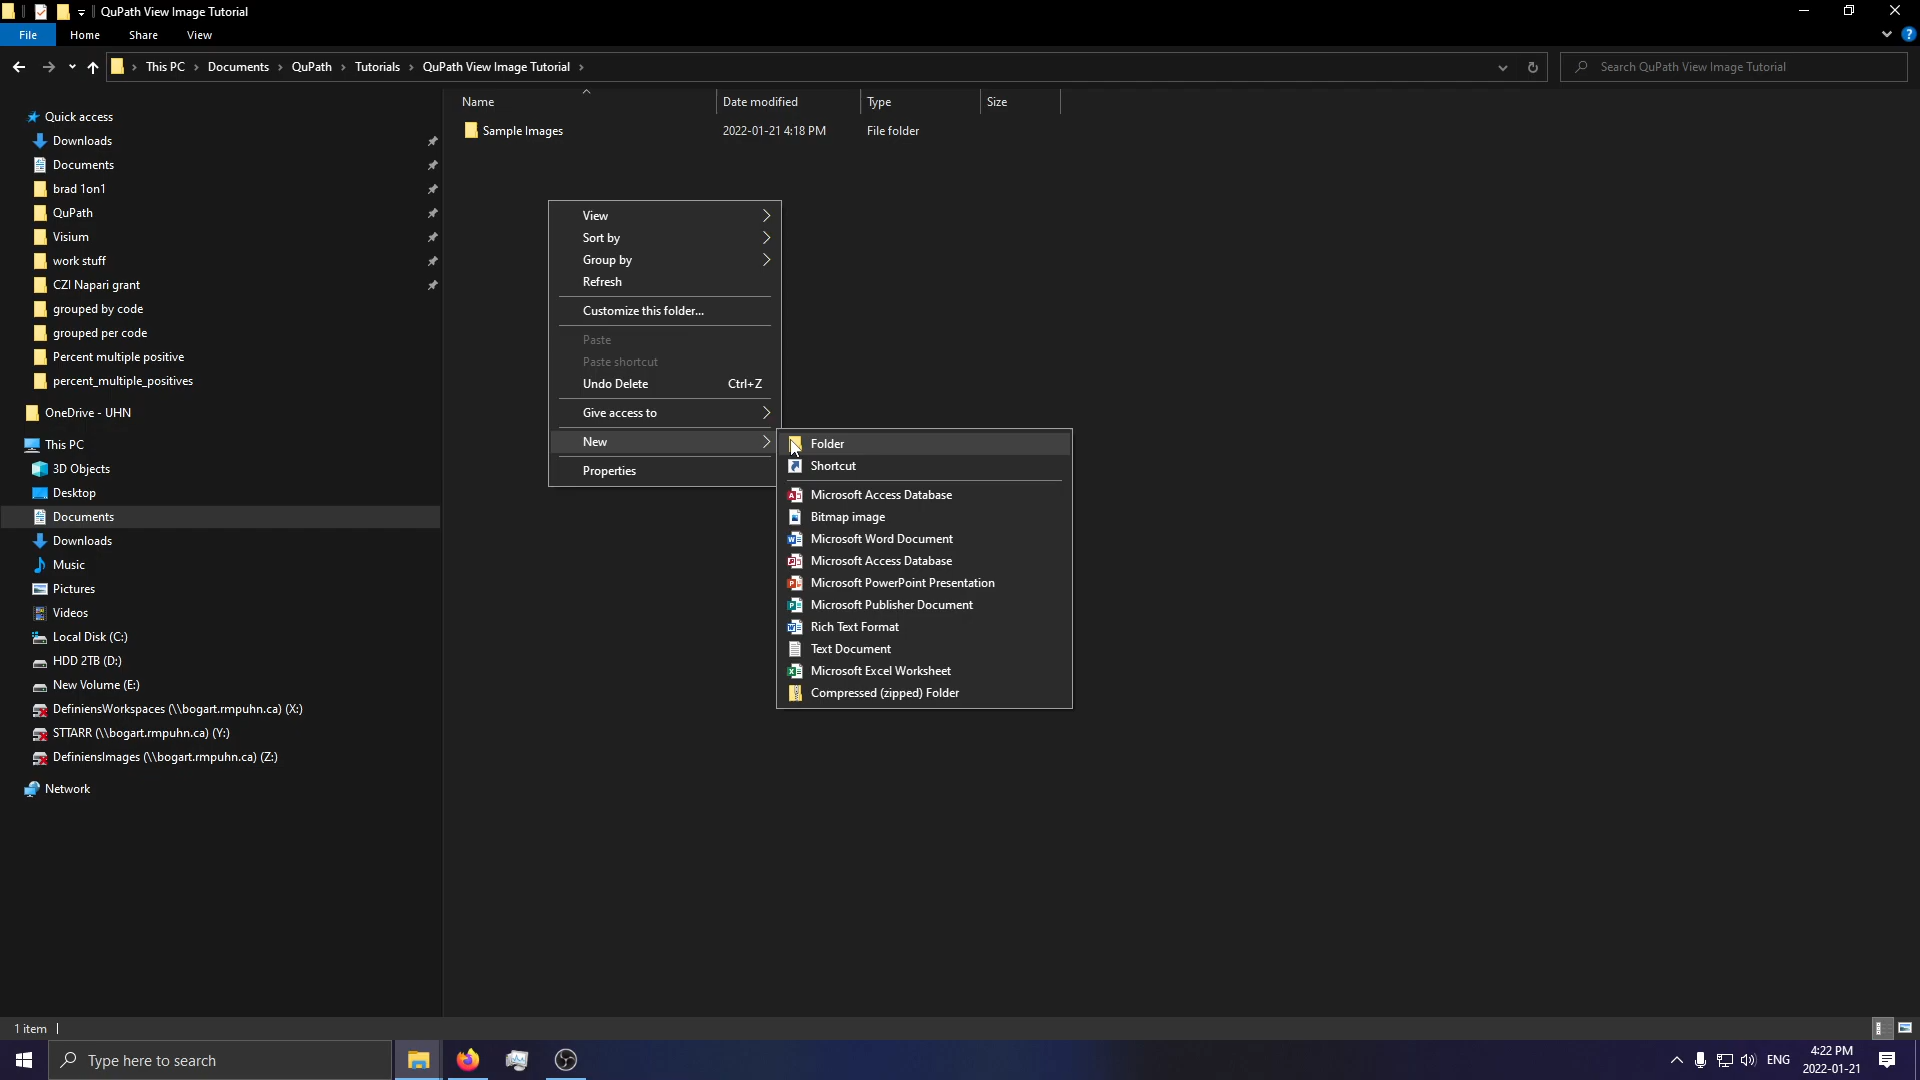 QuPath View Image Tutorial
File Home Share View
This PC Documents QuPath Tutorials QuPath View Image Tutorial
Search QuPath View Image Tutorial
Name Date modified Type Size
Sample Images 2022-01-21 4:18 PM File folder
Quick access
Downloads
Documents
brad 1on1
QuPath
Visium
work stuff
CZI Napari grant
grouped by code
grouped per code
Percent multiple positive
percent_multiple_positives
OneDrive - UHN
This PC
3D Objects
Desktop
Documents
Downloads
Music
Pictures
Videos
Local Disk (C:)
HDD 2TB (D:)
New Volume (E:)
DefiniensWorkspaces (\\bogart.rmpuhn.ca) (X:)
STTARR (\\bogart.rmpuhn.ca) (Y:)
DefiniensImages (\\bogart.rmpuhn.ca) (Z:)
Network
View
Sort by
Group by
Refresh
Customize this folder...
Paste
Paste shortcut
Undo Delete Ctrl+Z
Give access to
New
Properties
Folder
Shortcut
Microsoft Access Database
Bitmap image
Microsoft Word Document
Microsoft Access Database
Microsoft PowerPoint Presentation
Microsoft Publisher Document
Rich Text Format
Text Document
Microsoft Excel Worksheet
Compressed (zipped) Folder
1 item
Type here to search
ENG
4:22 PM
2022-01-21